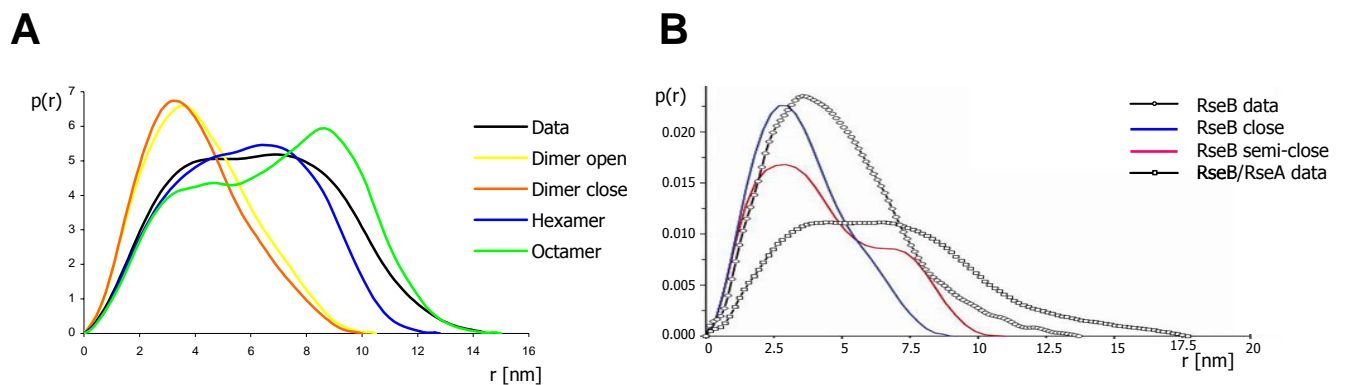 A
p(r)
7
6
5
4
3
2
1
0
0 2 4 6 8 10 12 14 16
r [nm]
Data
Dimer open
Dimer close
Hexamer
Octamer
B
p(r)
0.020
0.015
0.010
0.005
0.000
0 2.5 5 7.5 10 12.5 17.5 20
r [nm]
RseB data
RseB close
RseB semi-close
RseB/RseA data